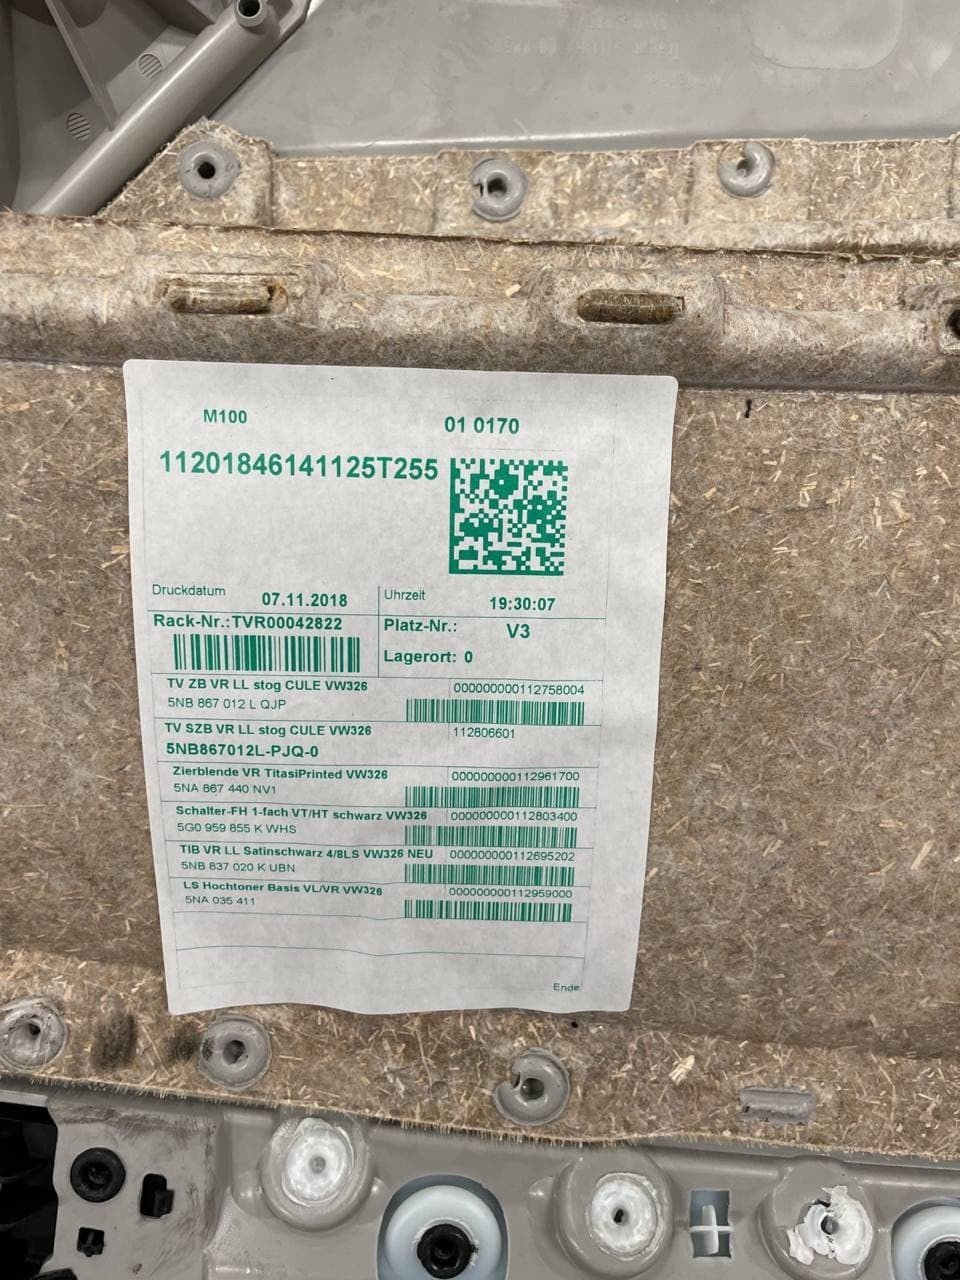 M100
01 0170
11201846141125T255
Druckdatum
07.11.2018
Uhrzeit
19:30:07
Rack-Nr.:TVR00042822
Platz-Nr.:
V3
Lagerort: 0
TV ZB VR LL stog CULE VW326
000000000112758004
5NB 867 012 L QJP
TV SZB VR LL stog CULE VW326
112806601
5NB867012L-PJQ-0
Zierblende VR TitasiPrinted VW326
000000000112961700
5NA 867 440 NV1
Schalter-FH 1-fach VT/HT schwarz VW326
000000000112803400
5G0 959 855 K WHS
TIB VR LL Satinschwarz 4/8LS VW326 NEU
000000000112695202
5NB 837 020 K UBN
LS Hochtoner Basis VL/VR VW326
000000000112959000
5NA 035 411
Ende